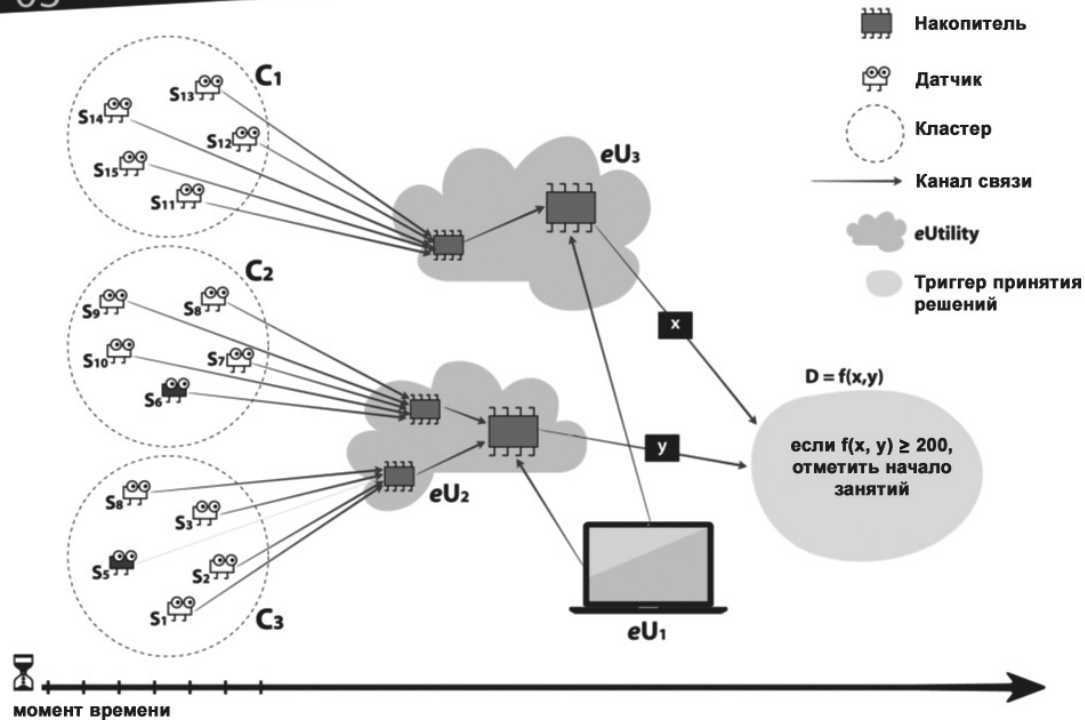 03
C1
S13
S14
S12
S15
S11
C2
S9
S8
S10
S7
S6
S8
S3
S5
S2
S1
C3
eU3
eU2
eU1
x
y
D = f(x,y)
если f(x, y) ≥ 200,
отметить начало
занятий
Накопитель
Датчик
Кластер
Канал связи
eUtility
Триггер принятия
решений
момент времени